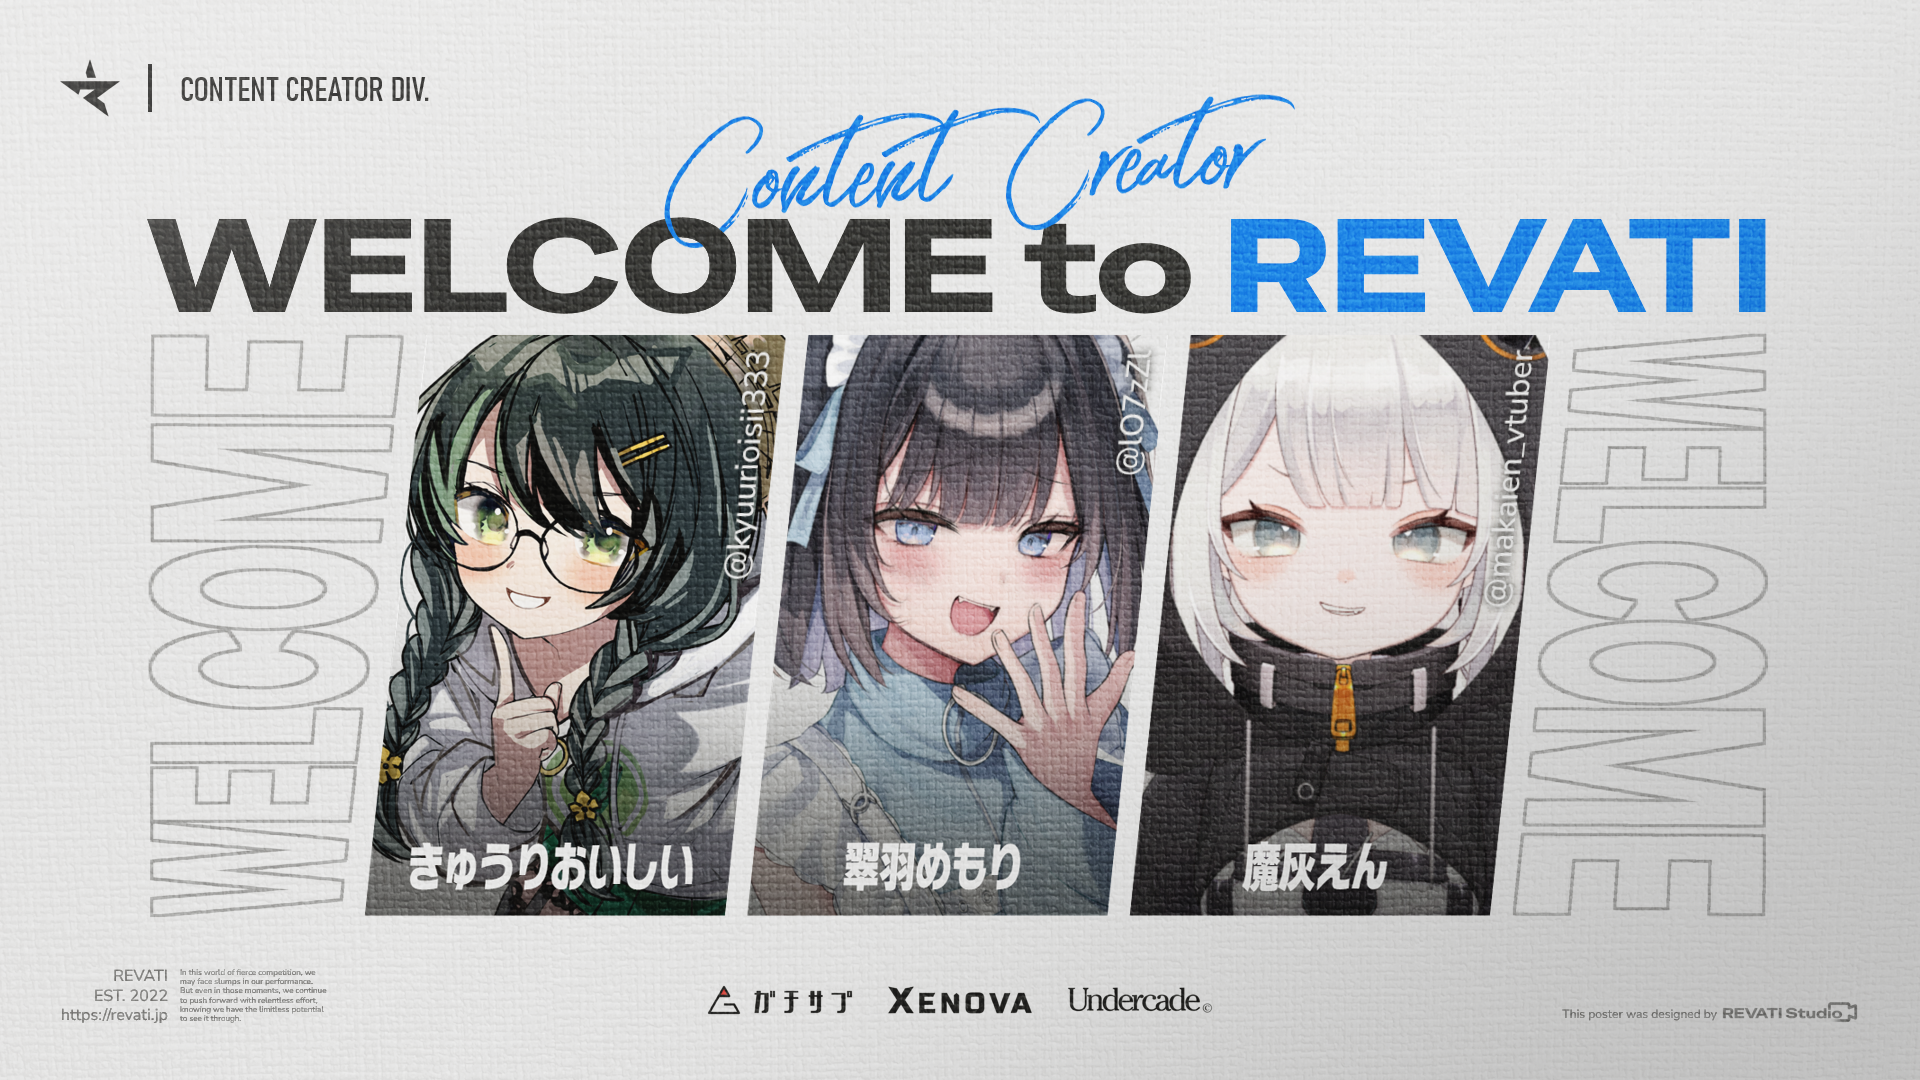 CONTENT CREATOR DIV.
Content Creator
WELCOME to REVATI
WELCOME
@kyuurioisii333
きゅうりおいしい
@lO7zZl
翠羽めもり
@makaien_vtuber
魔灰えん
WELCOME
REVATI
EST. 2022
https://revati.jp
In this world of fierce competition, we
may face slumps in our performance.
But even in those moments, we continue
to push forward with relentless effort,
knowing we have the limitless potential
to see it through.
ガチサプ
XENOVA
Undercade©
This poster was designed by REVATI Studio